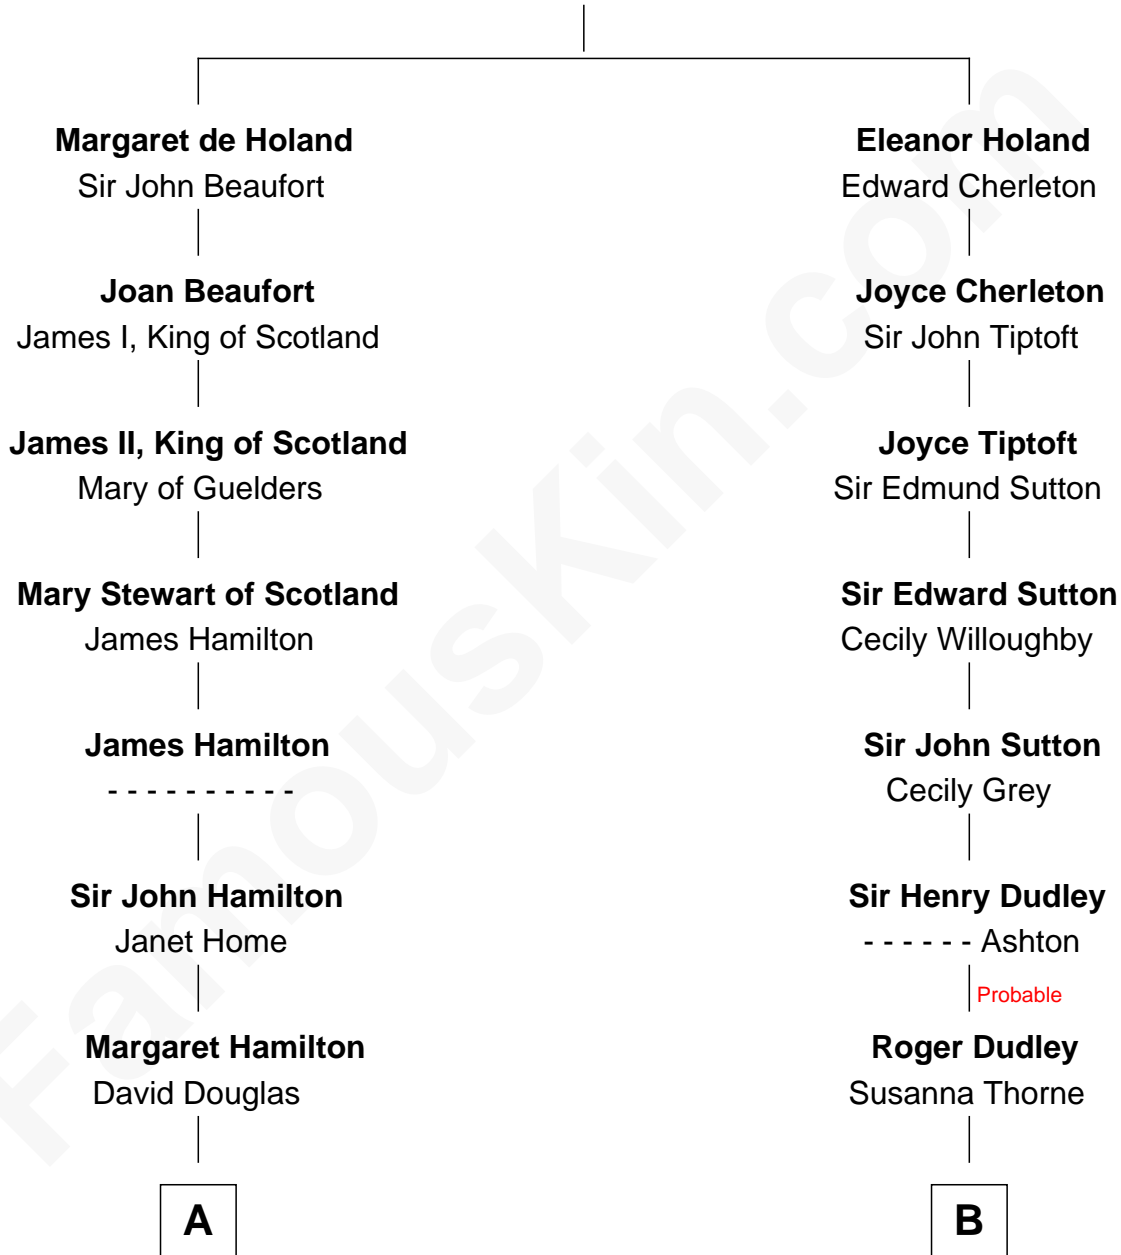 Margaret de Holand
Sir John Beaufort
Joan Beaufort
James I, King of Scotland
James II, King of Scotland
Mary of Guelders
Mary Stewart of Scotland
James Hamilton
James Hamilton
- - - - - - - - - -
Sir John Hamilton
Janet Home
Margaret Hamilton
David Douglas
A
Eleanor Holand
Edward Cherleton
Joyce Cherleton
Sir John Tiptoft
Joyce Tiptoft
Sir Edmund Sutton
Sir Edward Sutton
Cecily Willoughby
Sir John Sutton
Cecily Grey
Sir Henry Dudley
- - - - - - Ashton
Probable
Roger Dudley
Susanna Thorne
B
FamousKin.com